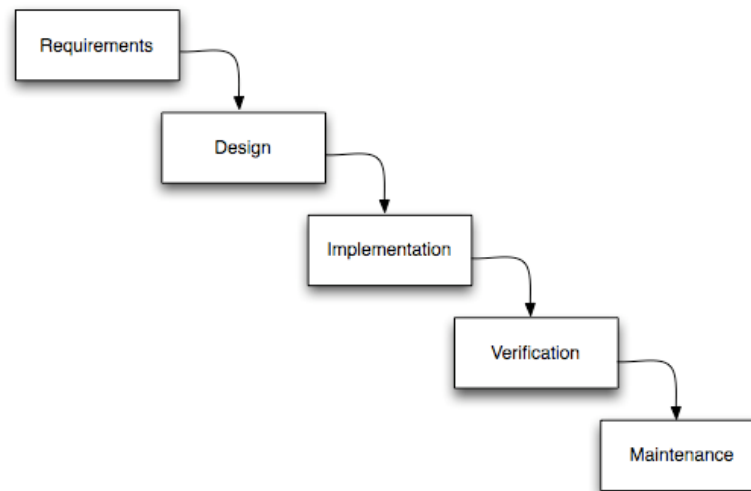 Requirements
Design
Implementation
Verification
Maintenance